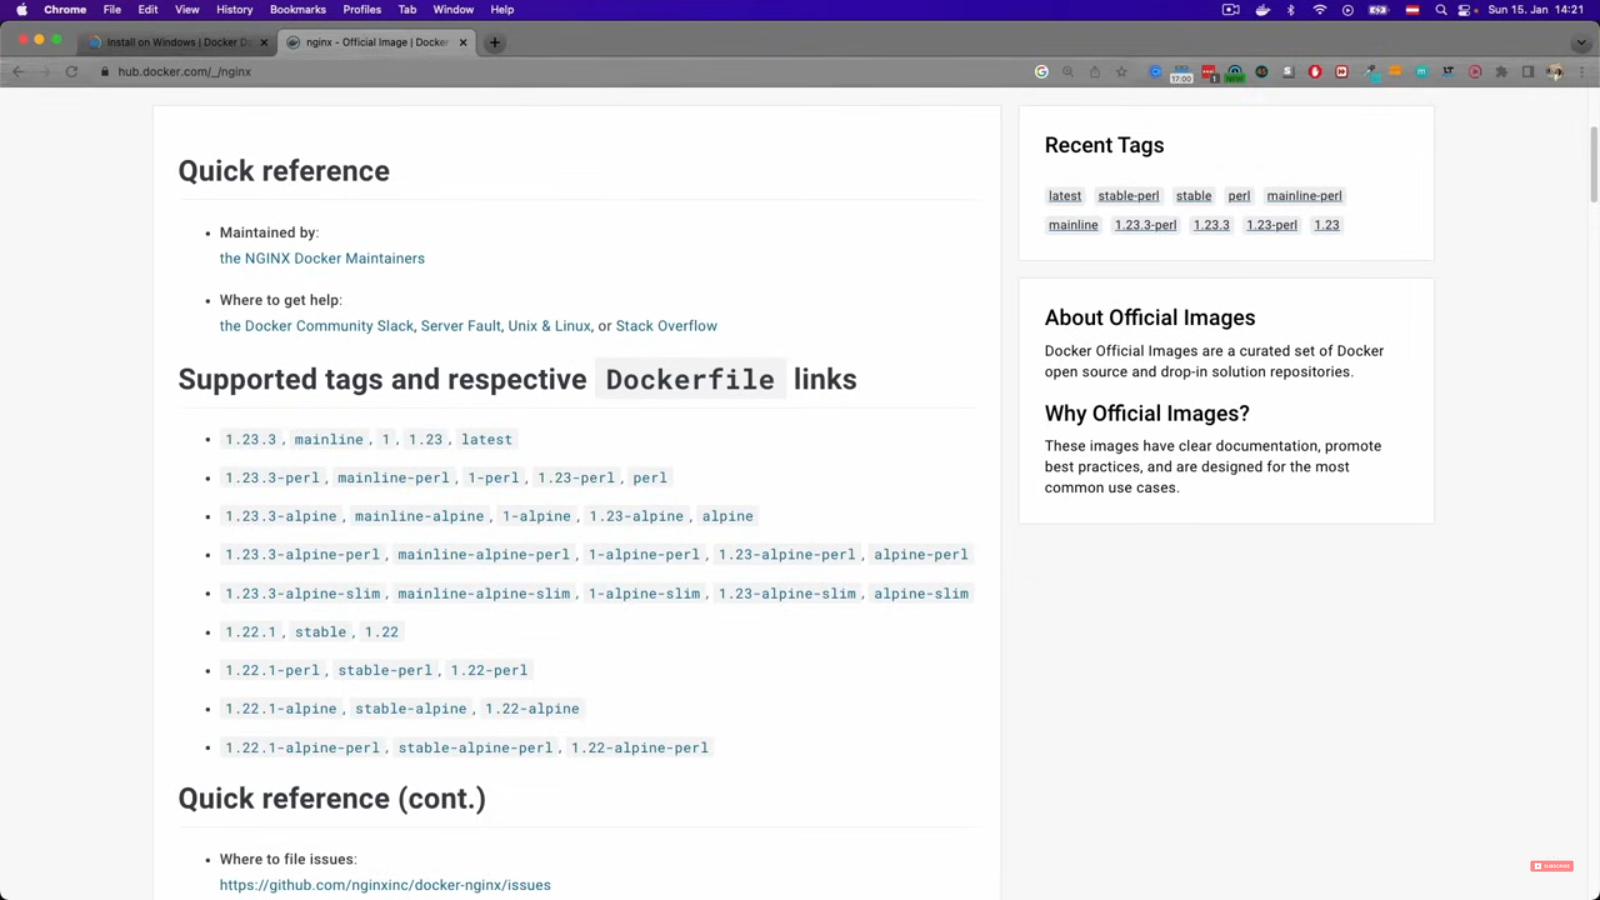 Chrome File Edit View History Bookmarks Profiles Tab Window Help Sun 15. Jan 14:21
Install on Windows | Docker D nginx - Official Image | Docker
hub.docker.com/_/nginx
17:00
NEW
Quick reference
Maintained by:
the NGINX Docker Maintainers
Where to get help:
the Docker Community Slack, Server Fault, Unix & Linux, or Stack Overflow
Supported tags and respective Dockerfile links
1.23.3, mainline, 1, 1.23, latest
1.23.3-perl, mainline-perl, 1-perl, 1.23-perl, perl
1.23.3-alpine, mainline-alpine, 1-alpine, 1.23-alpine, alpine
1.23.3-alpine-perl, mainline-alpine-perl, 1-alpine-perl, 1.23-alpine-perl, alpine-perl
1.23.3-alpine-slim, mainline-alpine-slim, 1-alpine-slim, 1.23-alpine-slim, alpine-slim
1.22.1, stable, 1.22
1.22.1-perl, stable-perl, 1.22-perl
1.22.1-alpine, stable-alpine, 1.22-alpine
1.22.1-alpine-perl, stable-alpine-perl, 1.22-alpine-perl
Quick reference (cont.)
Where to file issues:
https://github.com/nginxinc/docker-nginx/issues
Recent Tags
latest stable-perl stable perl mainline-perl
mainline 1.23.3-perl 1.23.3 1.23-perl 1.23
About Official Images
Docker Official Images are a curated set of Docker
open source and drop-in solution repositories.
Why Official Images?
These images have clear documentation, promote
best practices, and are designed for the most
common use cases.
SUBSCRIBE